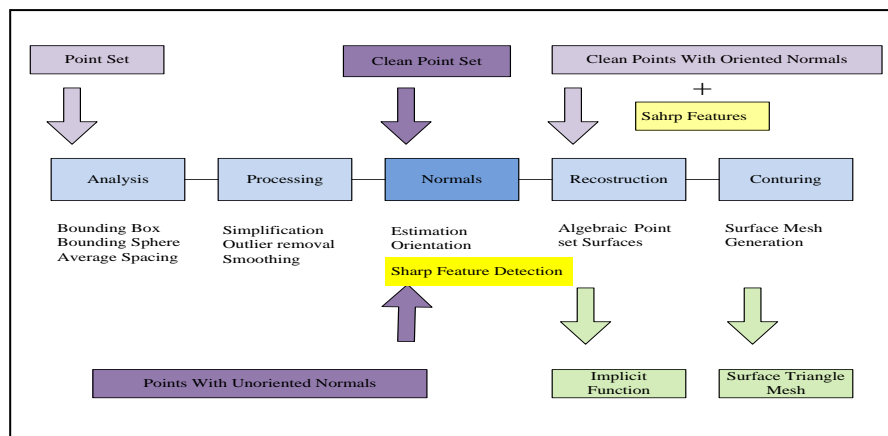 Point Set
Clean Point Set
Clean Points With Oriented Normals
+
Sahrp Features
Analysis
Processing
Normals
Recostruction
Conturing
Bounding Box
Bounding Sphere
Average Spacing
Simplification
Outlier removal
Smoothing
Estimation
Orientation
Sharp Feature Detection
Algebraic Point
set Surfaces
Surface Mesh
Generation
Points With Unoriented Normals
Implicit
Function
Surface Triangle
Mesh